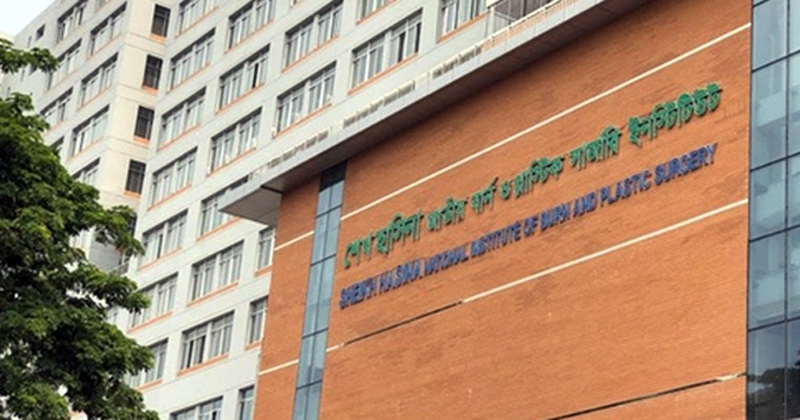 শেখ হাসিনা জাতীয় বার্ন ও প্লাস্টিক সার্জারি ইনস্টিটিউট
SHEIKH HASINA NATIONAL INSTITUTE OF BURN AND PLASTIC SURGERY